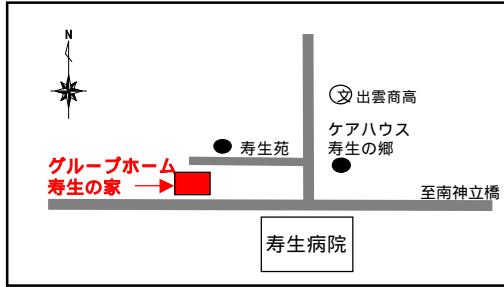 N
文 出雲商高
ケアハウス
寿生の郷
寿生苑
グループホーム
寿生の家
至南神立橋
寿生病院